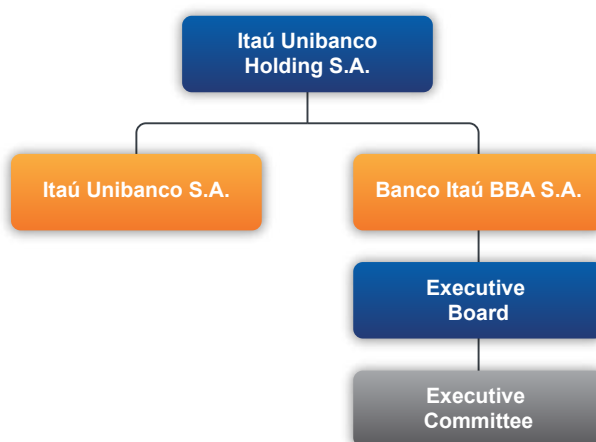 Itaú Unibanco
Holding S.A.
Itaú Unibanco S.A.
Banco Itaú BBA S.A.
Executive
Board
Executive
Committee